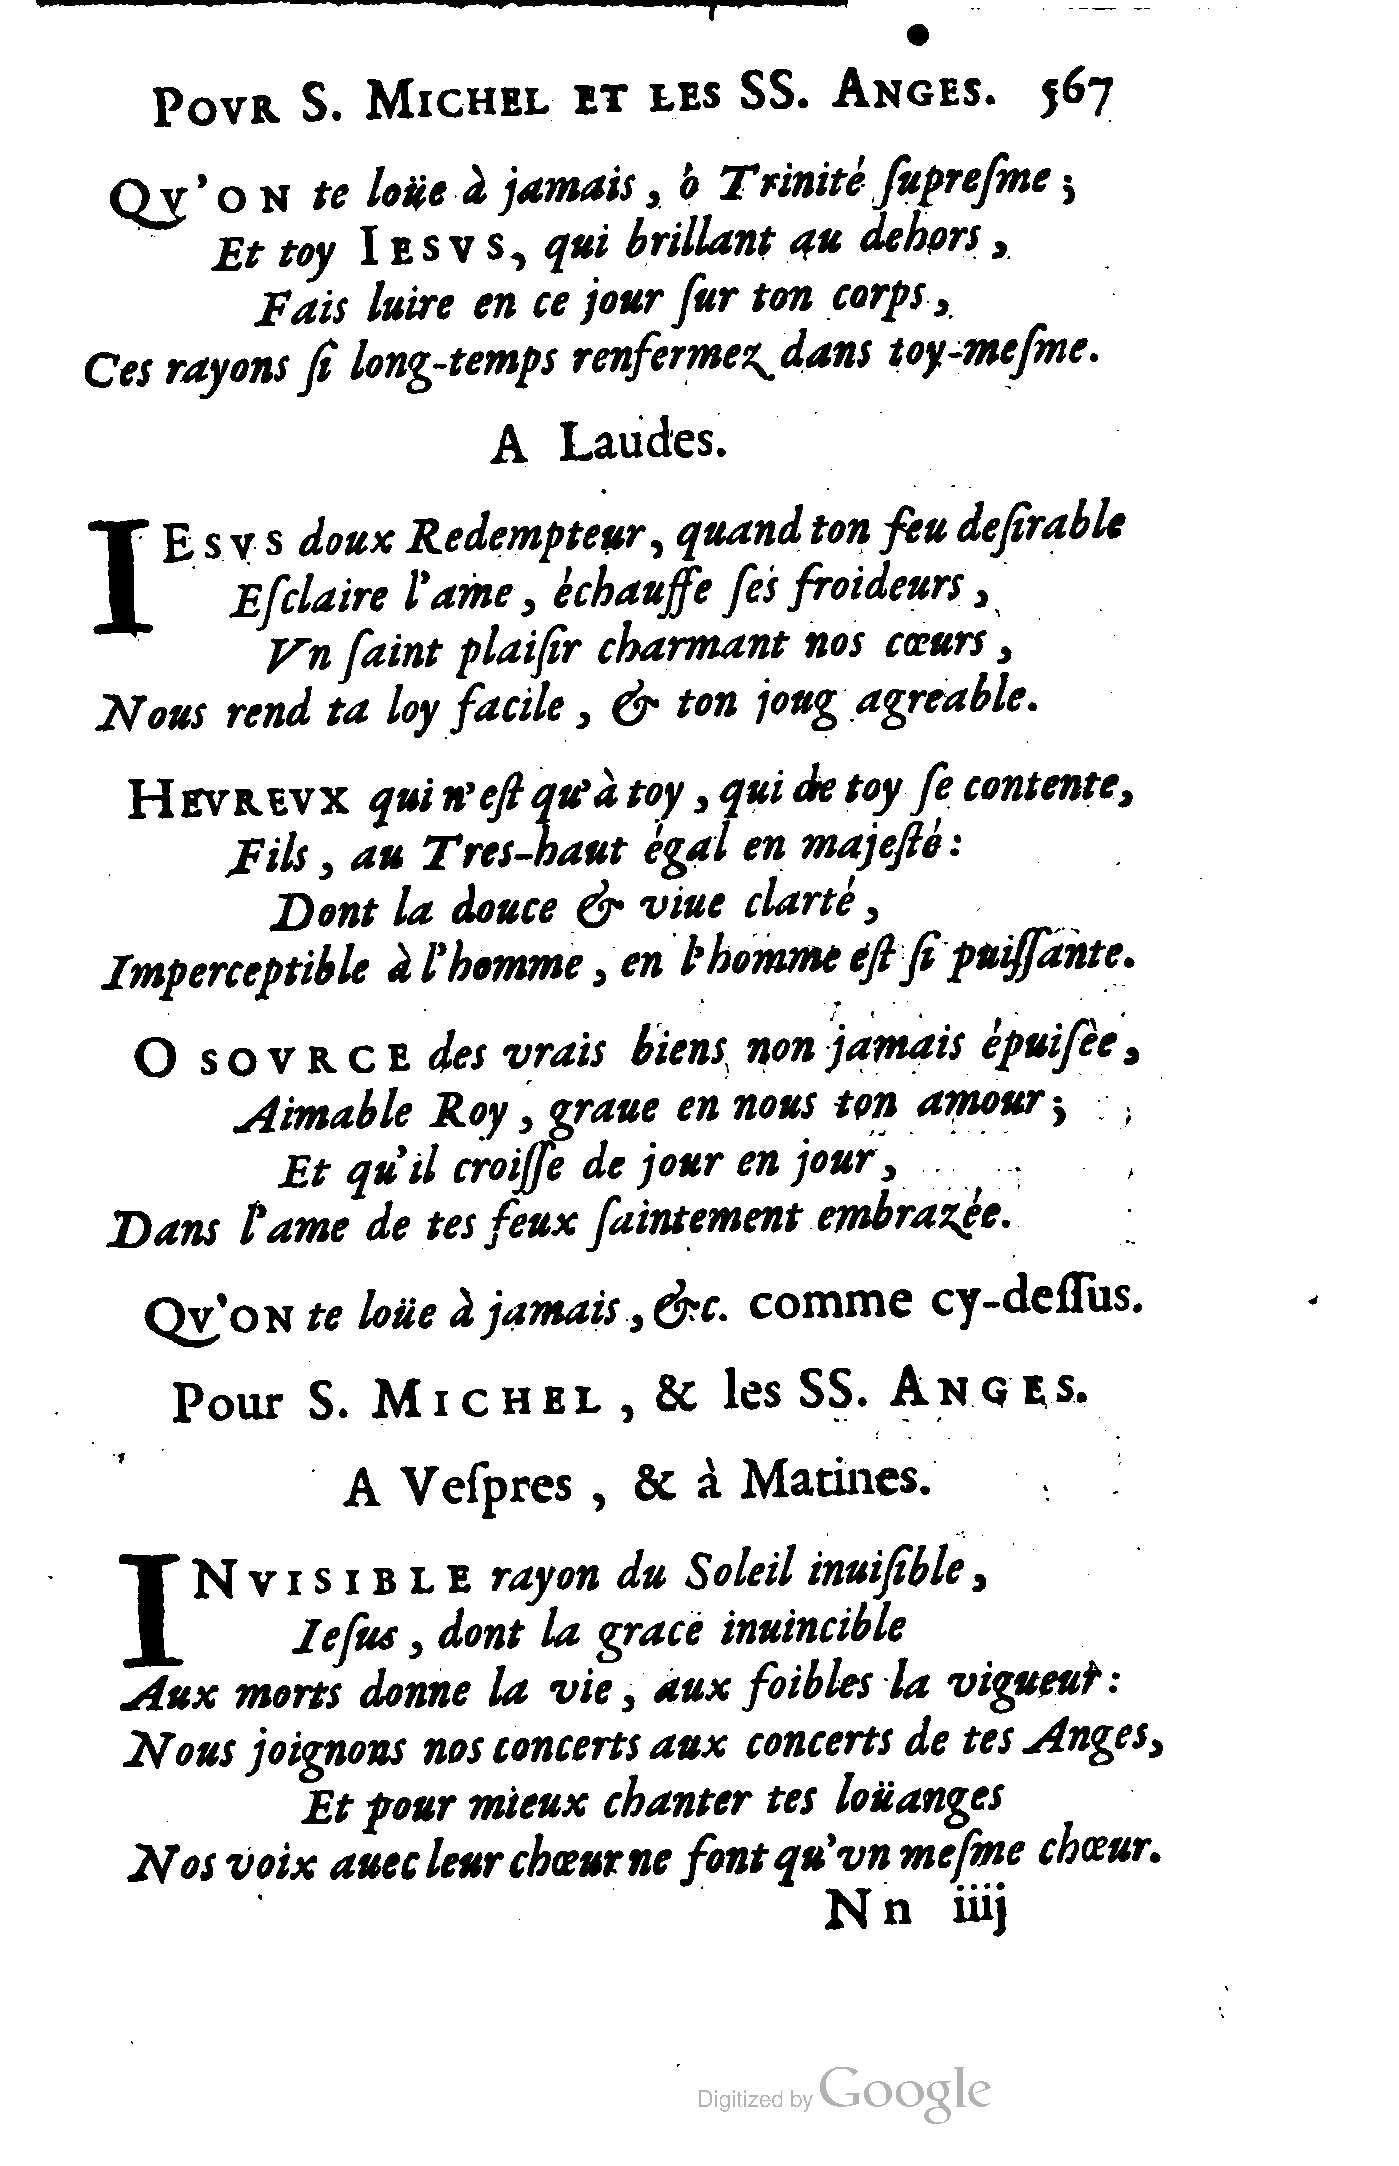 POVR S. MICHEL ET LES SS. ANGES. 567
QV'ON te loüe à jamais, ô Trinité ſupreſme;
Et toy IESVS, qui brillant au dehors,
Fais luire en ce jour ſur ton corps,
Ces rayons ſi long-temps renfermez dans toy-meſme.
A Laudes.
IESVS doux Redempteur, quand ton feu deſirable
Eſclaire l'ame, échauffe ſes froideurs,
Vn ſaint plaiſir charmant nos cœurs,
Nous rend ta loy facile, & ton joug agreable.
HEVREVX qui n'eſt qu'à toy, qui de toy ſe contente,
Fils, au Tres-haut égal en majeſté:
Dont la douce & viue clarté,
Imperceptible à l'homme, en l'homme eſt ſi puiſſante.
O SOVRCE des vrais biens non jamais épuiſée,
Aimable Roy, graue en nous ton amour;
Et qu'il croiſſe de jour en jour,
Dans l'ame de tes feux ſaintement embrazée.
QV'ON te loüe à jamais, &c. comme cy-deſſus.
Pour S. MICHEL, & les SS. ANGES.
A Veſpres, & à Matines.
INVISIBLE rayon du Soleil inuiſible,
Ieſus, dont la grace inuincible
Aux morts donne la vie, aux foibles la vigueur:
Nous joignons nos concerts aux concerts de tes Anges,
Et pour mieux chanter tes loüanges
Nos voix auec leur chœur ne font qu'vn meſme chœur.
Nn iiij
Digitized by Google